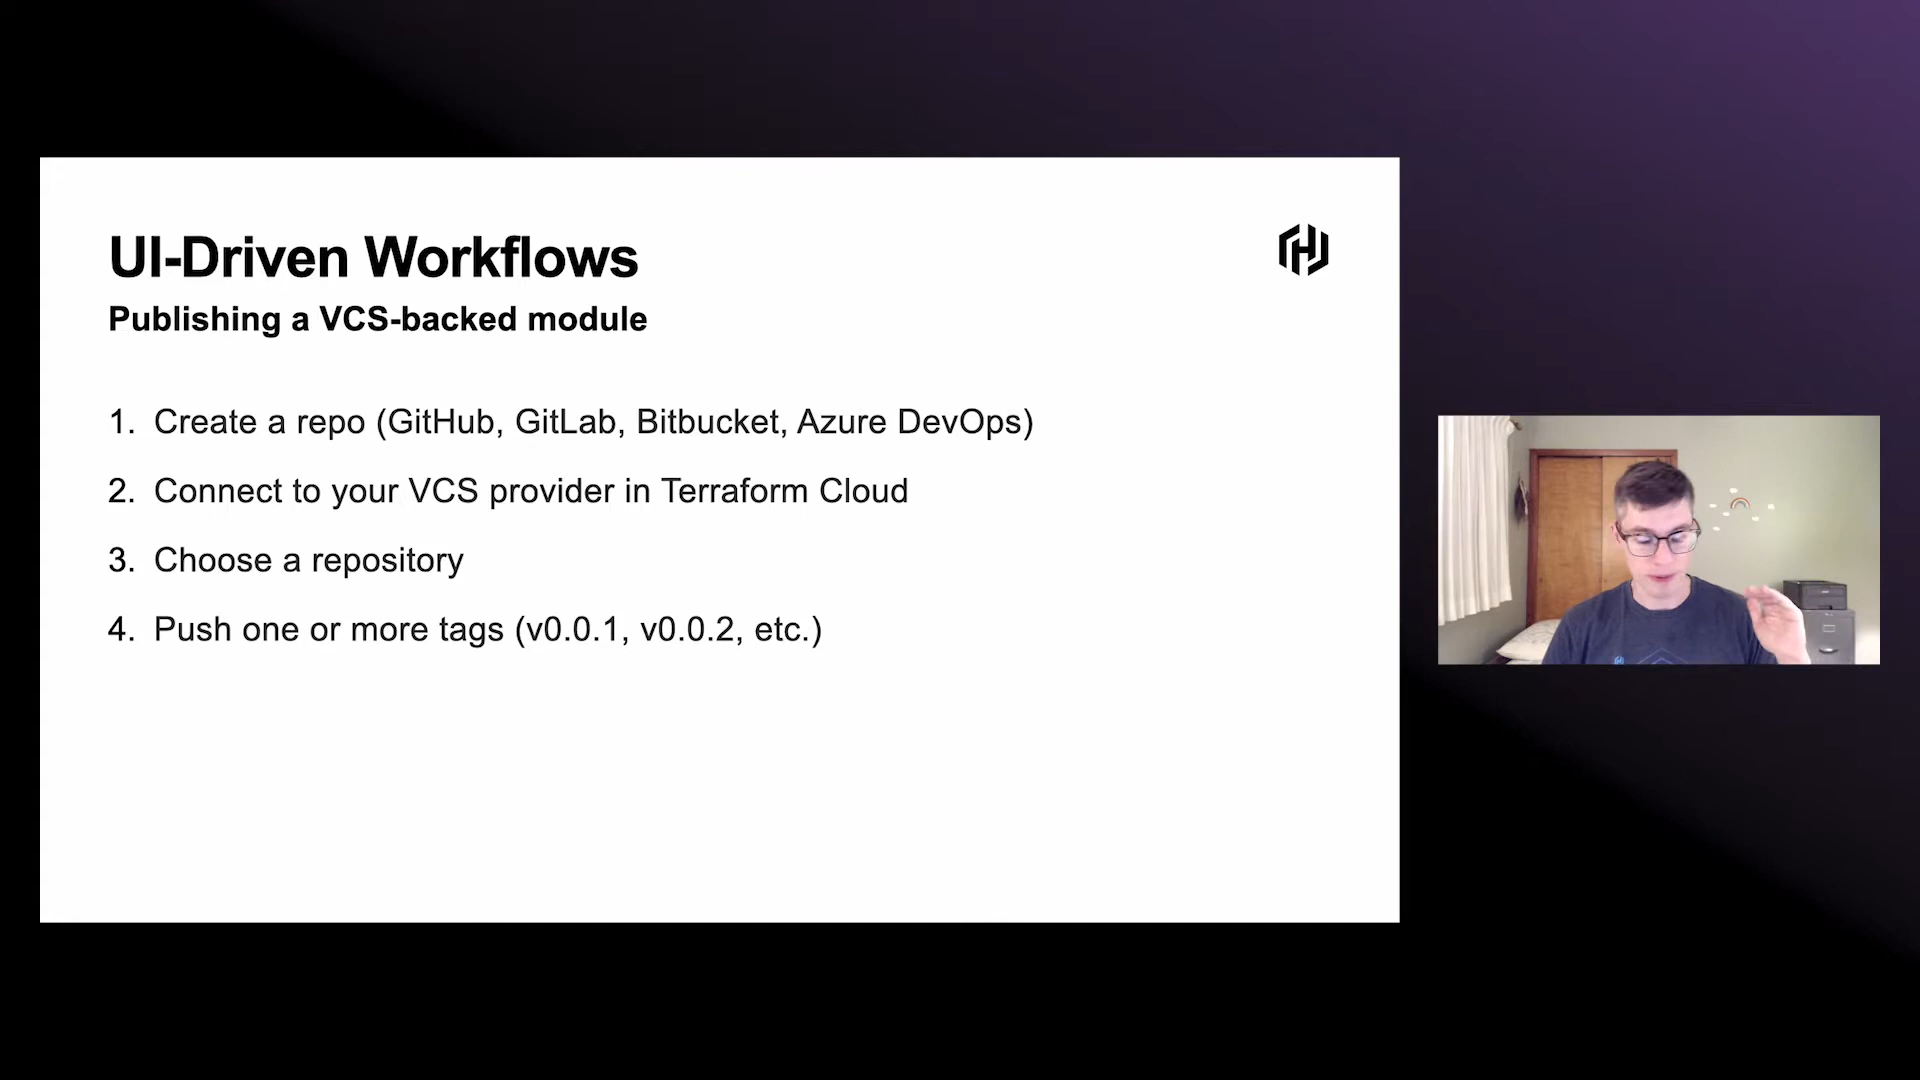 UI-Driven Workflows
Publishing a VCS-backed module
1. Create a repo (GitHub, GitLab, Bitbucket, Azure DevOps)
2. Connect to your VCS provider in Terraform Cloud
3. Choose a repository
4. Push one or more tags (v0.0.1, v0.0.2, etc.)